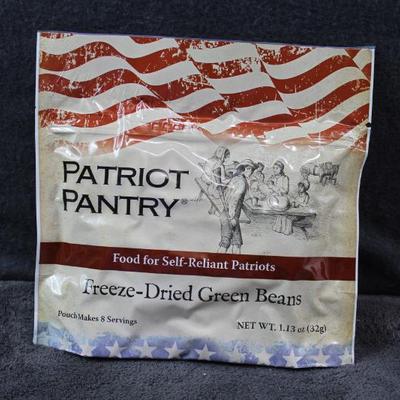 PATRIOT
PANTRY®
Food for Self-Reliant Patriots
Freeze-Dried Green Beans
Pouch Makes 8 Servings
NET WT. 1.13 oz (32g)